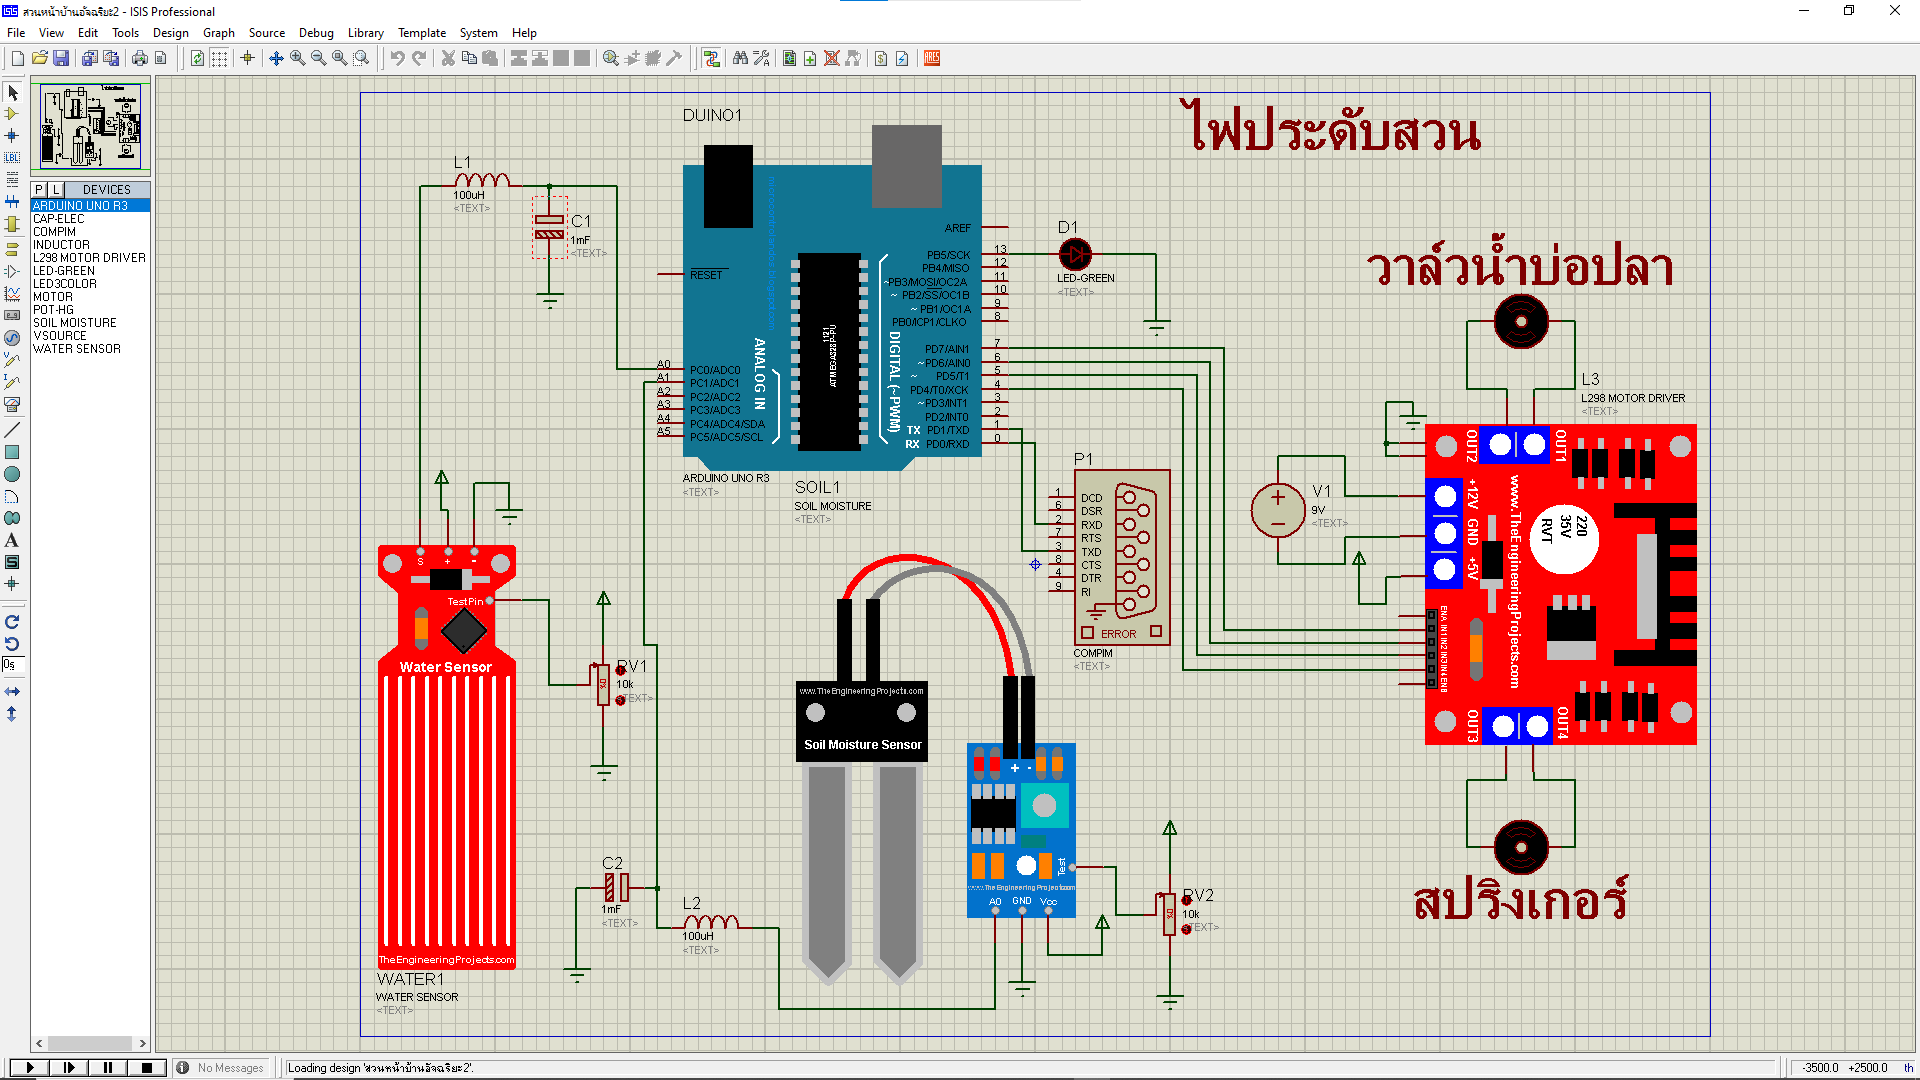 สวนหน้าบ้านอัจฉริยะ2 - ISIS Professional
File View Edit Tools Design Graph Source Debug Library Template System Help
P L DEVICES
ARDUINO UNO R3
CAP-ELEC
COMPIM
INDUCTOR
L298 MOTOR DRIVER
LED-GREEN
LED3COLOR
MOTOR
POT-HG
SOIL MOISTURE
VSOURCE
WATER SENSOR
LBL
A
S
ไฟประดับสวน
วาล์วน้ำบ่อปลา
สปริงเกอร์
L1
100uH
<TEXT>
C1
1mF
<TEXT>
DUINO1
AREF
RESET
PB5/SCK 13
PB4/MISO 12
~PB3/MOSI/OC2A 11
~ PB2/SS/OC1B 10
~ PB1/OC1A 9
PB0/ICP1/CLKO 8
PD7/AIN1 7
~PD6/AIN0 6
~ PD5/T1 5
PD4/T0/XCK 4
~PD3/INT1 3
PD2/INT0 2
TX PD1/TXD 1
RX PD0/RXD 0
A0 PC0/ADC0
A1 PC1/ADC1
A2 PC2/ADC2
A3 PC3/ADC3
A4 PC4/ADC4/SDA
A5 PC5/ADC5/SCL
ANALOG IN
DIGITAL (~PWM)
1121
ATMEGA328P-PU
ARDUINO UNO R3
<TEXT>
D1
LED-GREEN
<TEXT>
SOIL1
SOIL MOISTURE
<TEXT>
P1
1 DCD
6 DSR
2 RXD
7 RTS
3 TXD
8 CTS
4 DTR
9 RI
ERROR
COMPIM
<TEXT>
V1
9V
<TEXT>
L3
L298 MOTOR DRIVER
<TEXT>
OUT2
OUT1
+12V
GND
+5V
www.TheEngineeringProjects.com
220
35V
RVT
ENA IN1 IN2 IN3 IN4 ENB
OUT3
OUT4
S + -
TestPin
Water Sensor
TheEngineeringProjects.com
WATER1
WATER SENSOR
<TEXT>
RV1
10k
<TEXT>
www.TheEngineeringProjects.com
Soil Moisture Sensor
+ -
Test
www.TheEngineeringProjects.com
A0 GND Vcc
RV2
10k
<TEXT>
C2
1mF
<TEXT>
L2
100uH
<TEXT>
No Messages
Loading design 'สวนหน้าบ้านอัจฉริยะ2'.
-3500.0 +2500.0 th